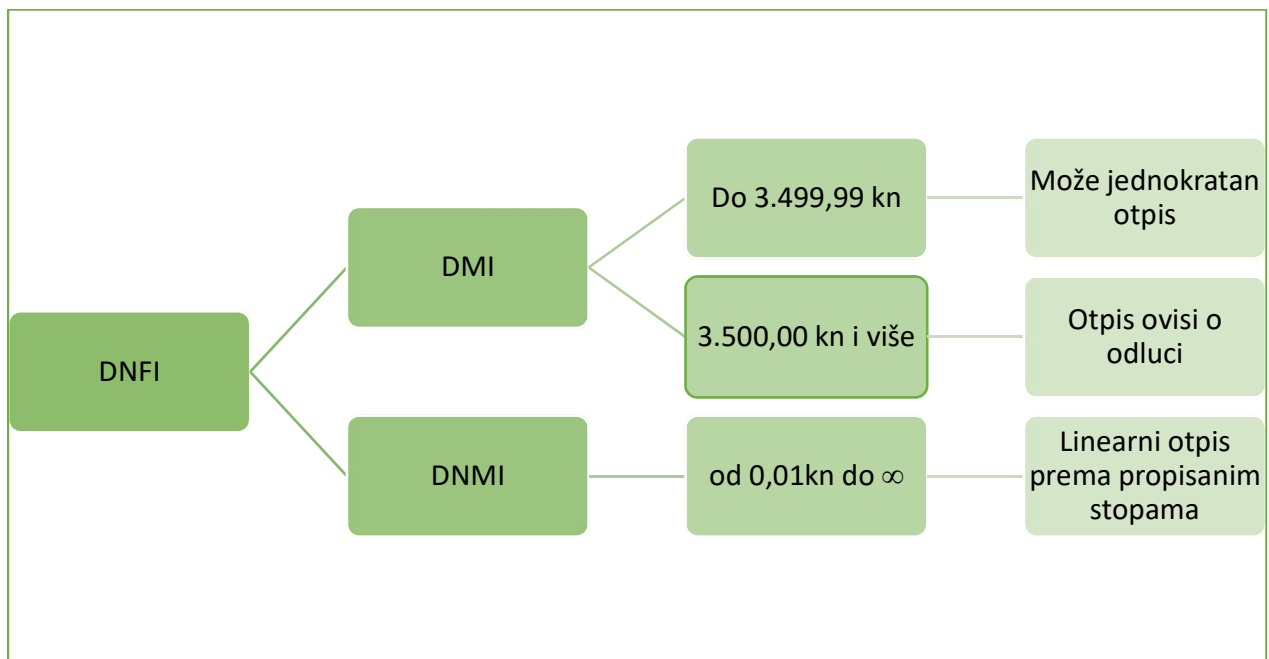 DNFI
DMI
Do 3.499,99 kn
Može jednokratan
otpis
3.500,00 kn i više
Otpis ovisi o
odluci
DNMI
od 0,01kn do ∞
Linearni otpis
prema propisanim
stopama